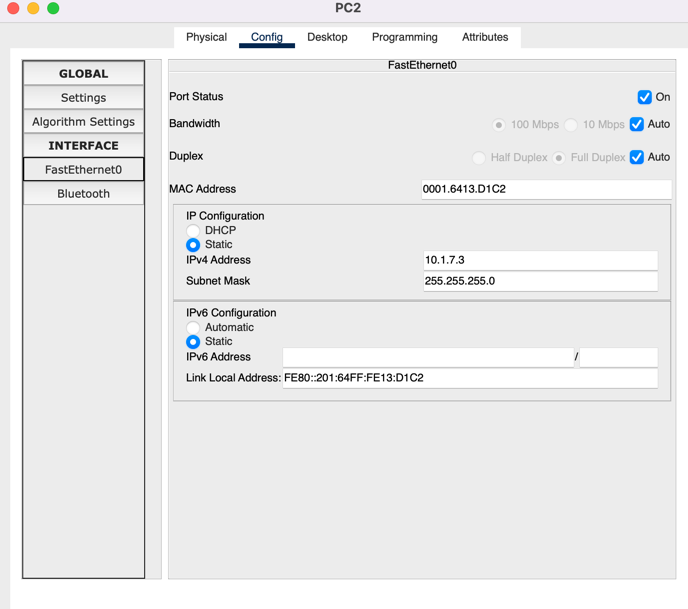 PC2
Physical Config Desktop Programming Attributes
GLOBAL
Settings
Algorithm Settings
INTERFACE
FastEthernet0
Bluetooth
FastEthernet0
Port Status On
Bandwidth 100 Mbps 10 Mbps Auto
Duplex Half Duplex Full Duplex Auto
MAC Address 0001.6413.D1C2
IP Configuration
DHCP
Static
IPv4 Address 10.1.7.3
Subnet Mask 255.255.255.0
IPv6 Configuration
Automatic
Static
IPv6 Address /
Link Local Address: FE80::201:64FF:FE13:D1C2